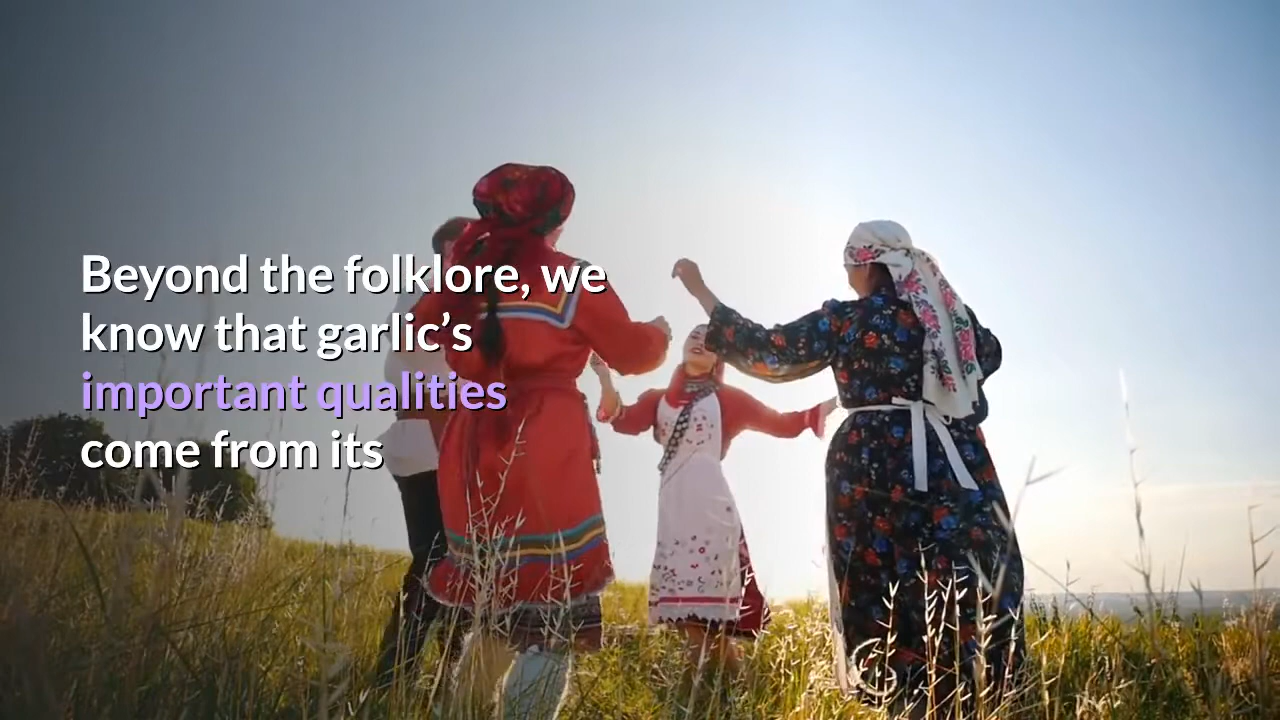 Beyond the folklore, we
know that garlic’s
important qualities
come from its